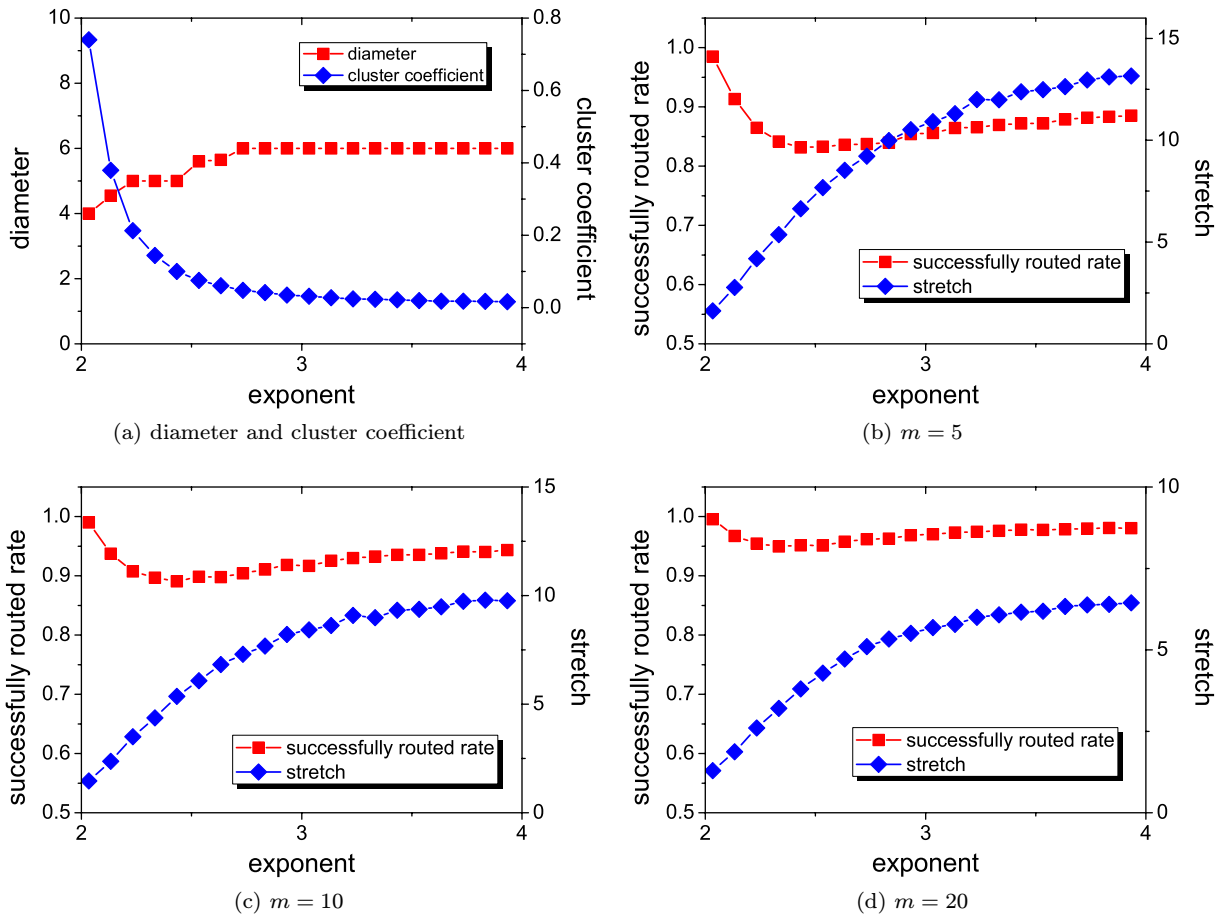 10
8
6
4
2
0
diameter
0.8
0.6
0.4
0.2
0.0
cluster coefficient
diameter
cluster coefficient
2
3
4
exponent
(a) diameter and cluster coefficient
1.0
0.9
0.8
0.7
0.6
0.5
successfully routed rate
15
10
5
0
stretch
successfully routed rate
stretch
2
3
4
exponent
(b) m = 5
1.0
0.9
0.8
0.7
0.6
0.5
successfully routed rate
15
10
5
0
stretch
successfully routed rate
stretch
2
3
4
exponent
(c) m = 10
1.0
0.9
0.8
0.7
0.6
0.5
successfully routed rate
10
5
0
stretch
successfully routed rate
stretch
2
3
4
exponent
(d) m = 20